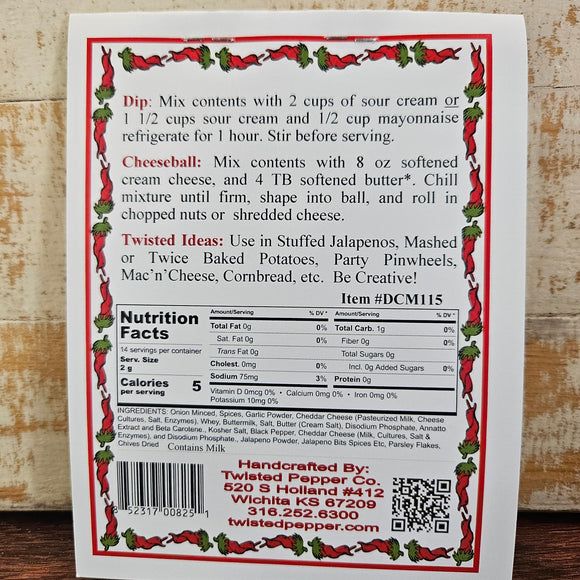 Dip: Mix contents with 2 cups of sour cream or
1 1/2 cups sour cream and 1/2 cup mayonnaise
refrigerate for 1 hour. Stir before serving.
Cheeseball: Mix contents with 8 oz softened
cream cheese, and 4 TB softened butter*. Chill
mixture until firm, shape into ball, and roll in
chopped nuts or shredded cheese.
Twisted Ideas: Use in Stuffed Jalapenos, Mashed
or Twice Baked Potatoes, Party Pinwheels,
Mac'n'Cheese, Cornbread, etc. Be Creative!
Item #DCM115
Nutrition
Facts
14 servings per container
Serv. Size
2 g
Calories 5
per serving
Amount/Serving % DV*
Total Fat 0g 0%
Sat. Fat 0g 0%
Trans Fat 0g
Cholest. 0mg 0%
Sodium 75mg 3%
Amount/Serving % DV*
Total Carb. 1g 0%
Fiber 0g 0%
Total Sugars 0g
Incl. 0g Added Sugars 0%
Protein 0g
Vitamin D 0mcg 0% • Calcium 0mg 0% • Iron 0mg 0%
Potassium 10mg 0%
INGREDIENTS: Onion Minced, Spices, Garlic Powder, Cheddar Cheese (Pasteurized Milk, Cheese
Cultures, Salt, Enzymes), Whey, Buttermilk, Salt, Butter (Cream Salt), Disodium Phosphate, Annatto
Extract and Beta Carotene., Kosher Salt, Black Pepper, Cheddar Cheese (Milk, Cultures, Salt &
Enzymes), and Disodium Phosphate., Jalapeno Powder, Jalapeno Bits Spices Etc, Parsley Flakes,
Chives Dried Contains Milk
Handcrafted By:
Twisted Pepper Co.
520 S Holland #412
Wichita KS 67209
316.252.6300
twistedpepper.com
8 52317 00825 1